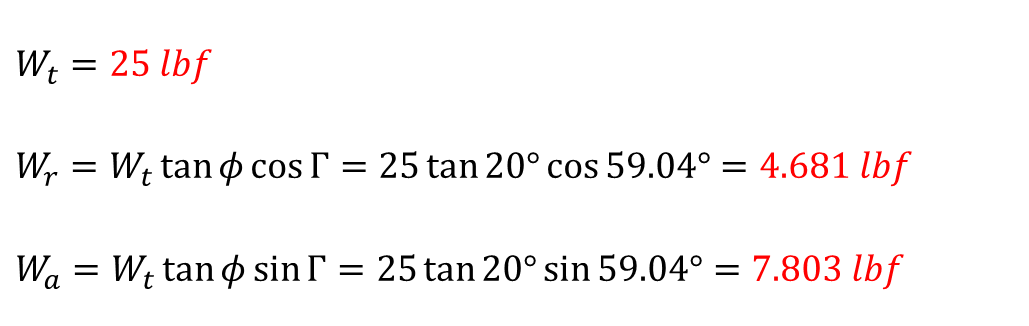 W_t = 25 lbf
W_r = W_t tan ϕ cos Γ = 25 tan 20° cos 59.04° = 4.681 lbf
W_a = W_t tan ϕ sin Γ = 25 tan 20° sin 59.04° = 7.803 lbf